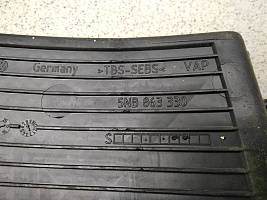 Germany >TBS-SEBS< VAP
5NB 863 330
S